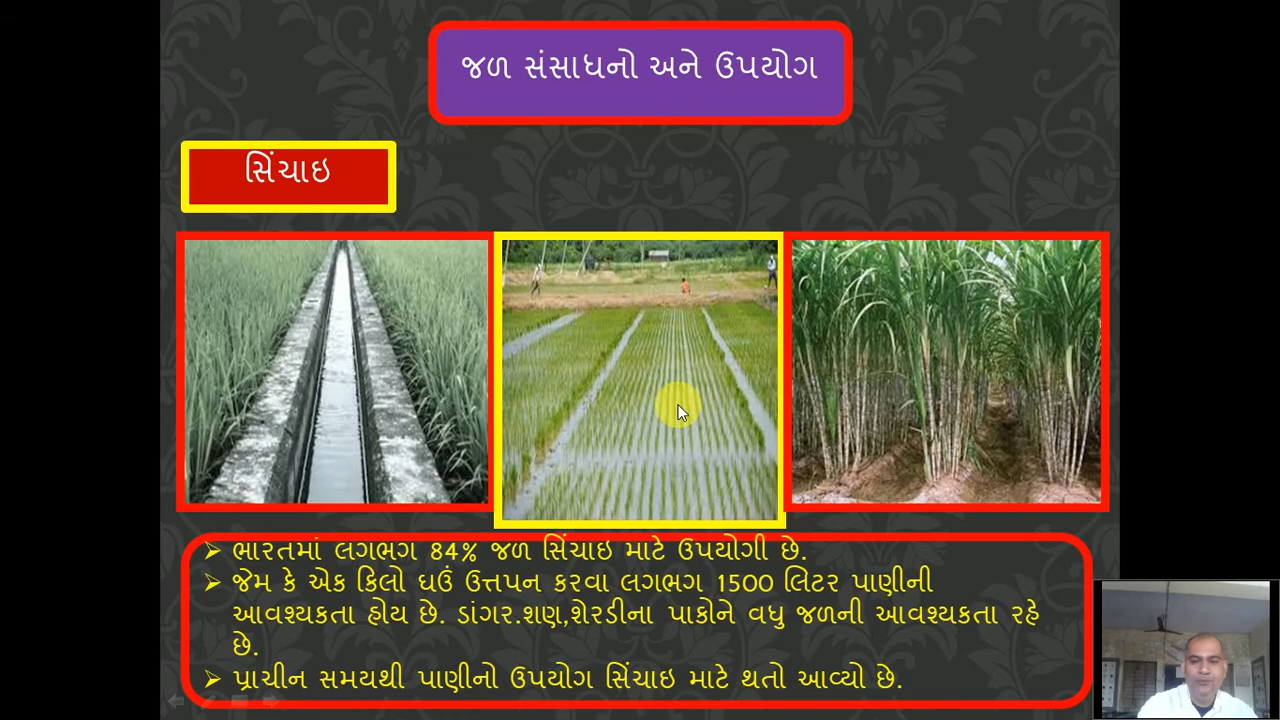 જળ સંસાધનો અને ઉપયોગ
સિંચાઇ
ભારતમાં લગભગ 84% જળ સિંચાઇ માટે ઉપયોગી છે.
જેમ કે એક કિલો ઘઉં ઉત્તપન કરવા લગભગ 1500 લિટર પાણીની
આવશ્યકતા હોય છે. ડાંગર.શણ,શેરડીના પાકોને વધુ જળની આવશ્યકતા રહે
છે.
પ્રાચીન સમયથી પાણીનો ઉપયોગ સિંચાઇ માટે થતો આવ્યો છે.